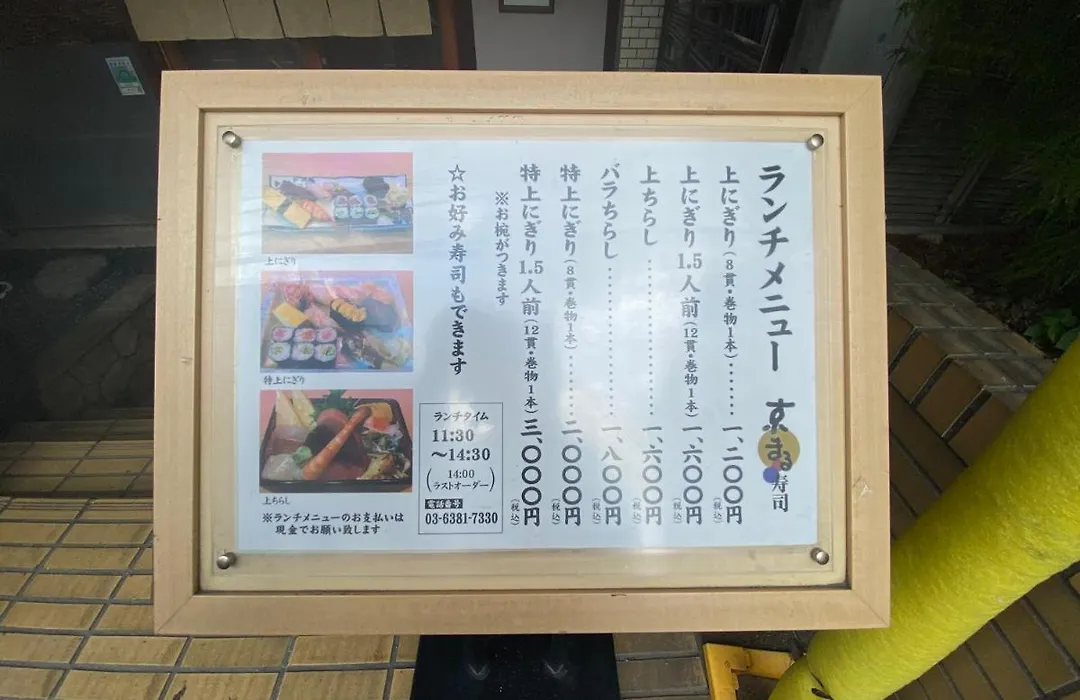 ランチメニュー 京まる寿司
上にぎり(8貫・巻物1本)………一、二〇〇円(税込)
上にぎり1.5人前(12貫・巻物1本)一、六〇〇円(税込)
上ちらし………………一、六〇〇円(税込)
バラちらし………………一、八〇〇円(税込)
特上にぎり(8貫・巻物1本)………二、〇〇〇円(税込)
特上にぎり1.5人前(12貫・巻物1本)三、〇〇〇円(税込)
※お椀がつきます
☆お好み寿司もできます
ランチタイム
11:30
～14:30
(14:00
ラストオーダー)
電話番号
03-6381-7330
上にぎり
特上にぎり
上ちらし
※ランチメニューのお支払いは
現金でお願い致します